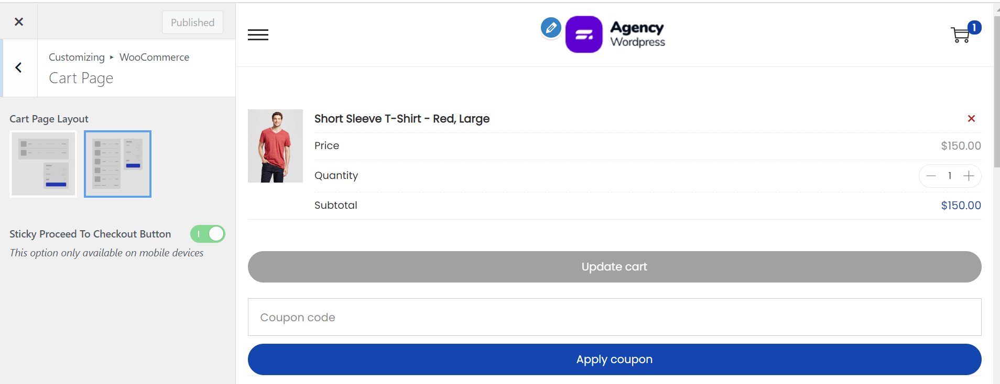 Published
Customizing ▸ WooCommerce
Cart Page
Cart Page Layout
Sticky Proceed To Checkout Button
This option only available on mobile devices
Agency
Wordpress
1
Short Sleeve T-Shirt - Red, Large
Price $150.00
Quantity 1
Subtotal $150.00
Update cart
Coupon code
Apply coupon